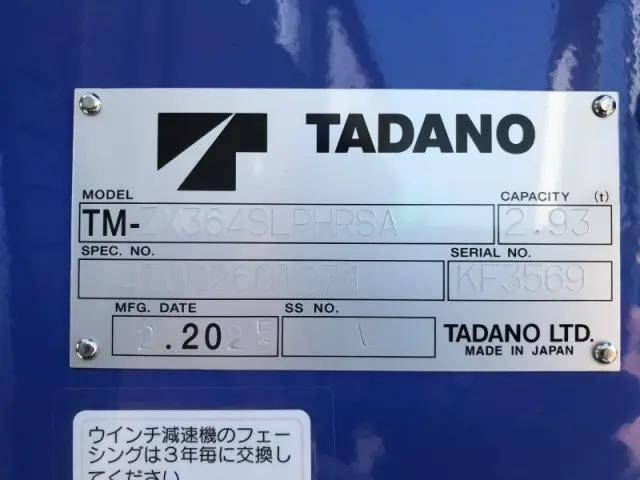 TADANO
MODEL
CAPACITY (t)
TM-ZX364SLPHRSA
2.93
SPEC. NO.
SERIAL NO.
KF3569
MFG. DATE
SS NO.
2.2025
\
TADANO LTD.
MADE IN JAPAN
ウインチ減速機のフェー
シングは3年毎に交換し
てください